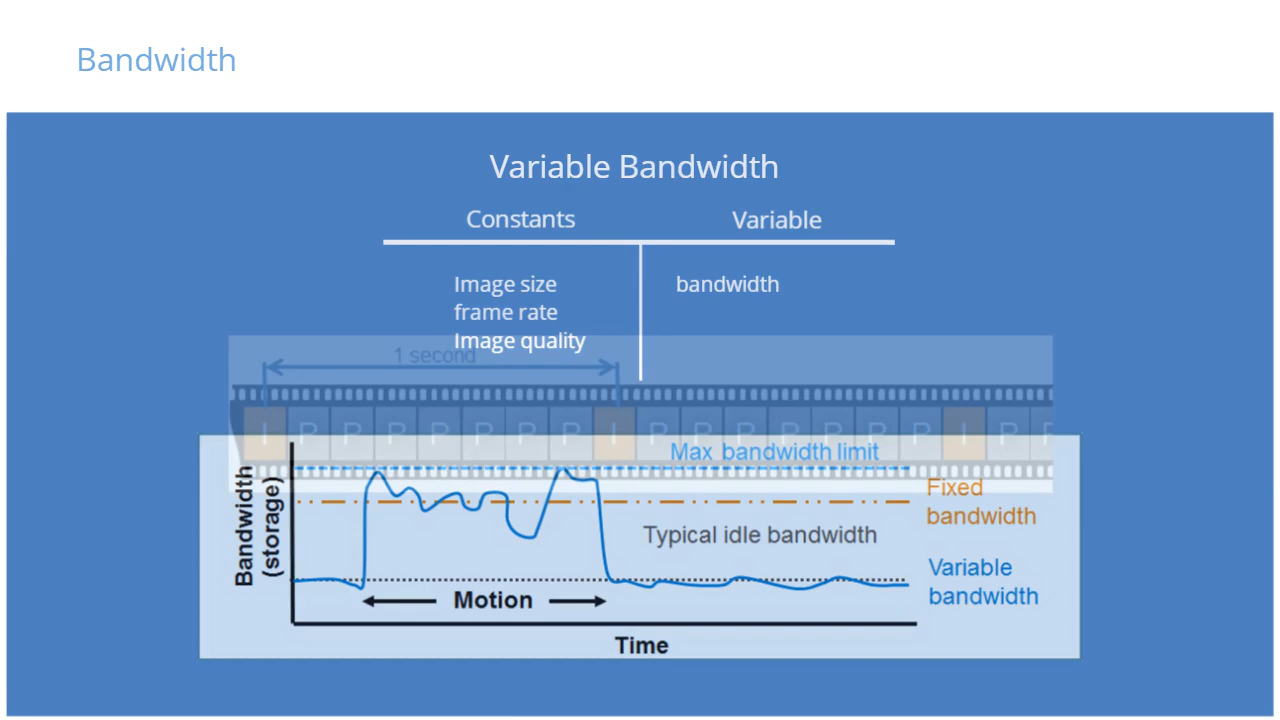 Bandwidth
Variable Bandwidth
Constants Variable
Image size bandwidth
frame rate
Image quality
1 second
I P P P P P P P I P P P P P P P I P P
Max bandwidth limit
Fixed
bandwidth
Typical idle bandwidth
Variable
bandwidth
Bandwidth
(storage)
Motion
Time